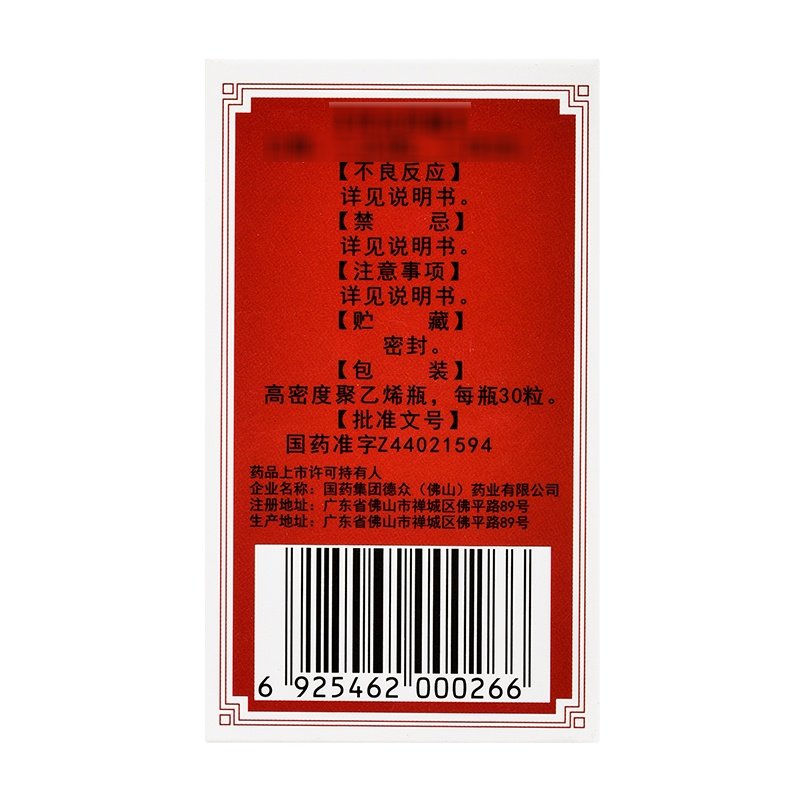 【不良反应】
详见说明书。
【禁 忌】
详见说明书。
【注意事项】
详见说明书。
【贮 藏】
密封。
【包 装】
高密度聚乙烯瓶，每瓶30粒。
【批准文号】
国药准字Z44021594
药品上市许可持有人
企业名称：国药集团德众（佛山）药业有限公司
注册地址：广东省佛山市禅城区佛平路89号
生产地址：广东省佛山市禅城区佛平路89号
6 925462 000266